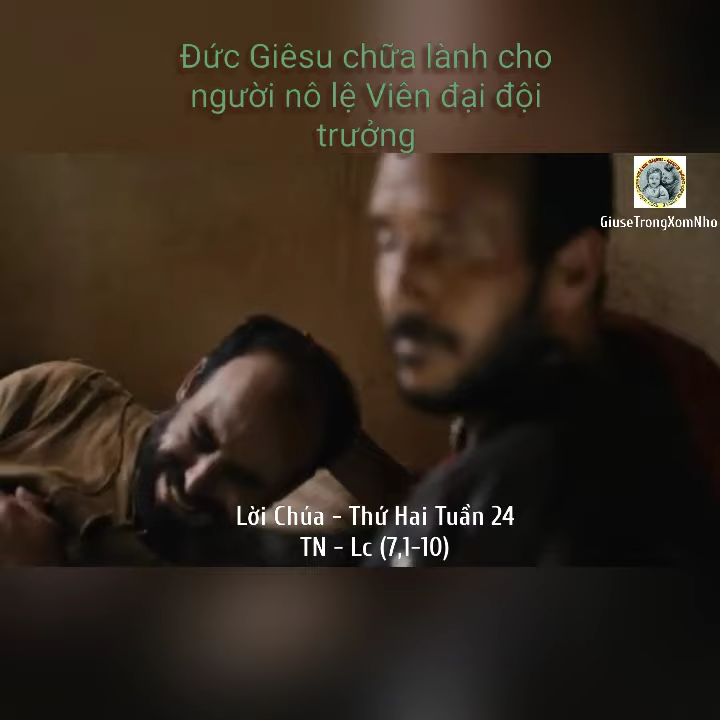 Đức Giêsu chữa lành cho
người nô lệ Viên đại đội
trưởng
GiuseTrongXomNho
Lời Chúa - Thứ Hai Tuần 24
TN - Lc (7,1-10)